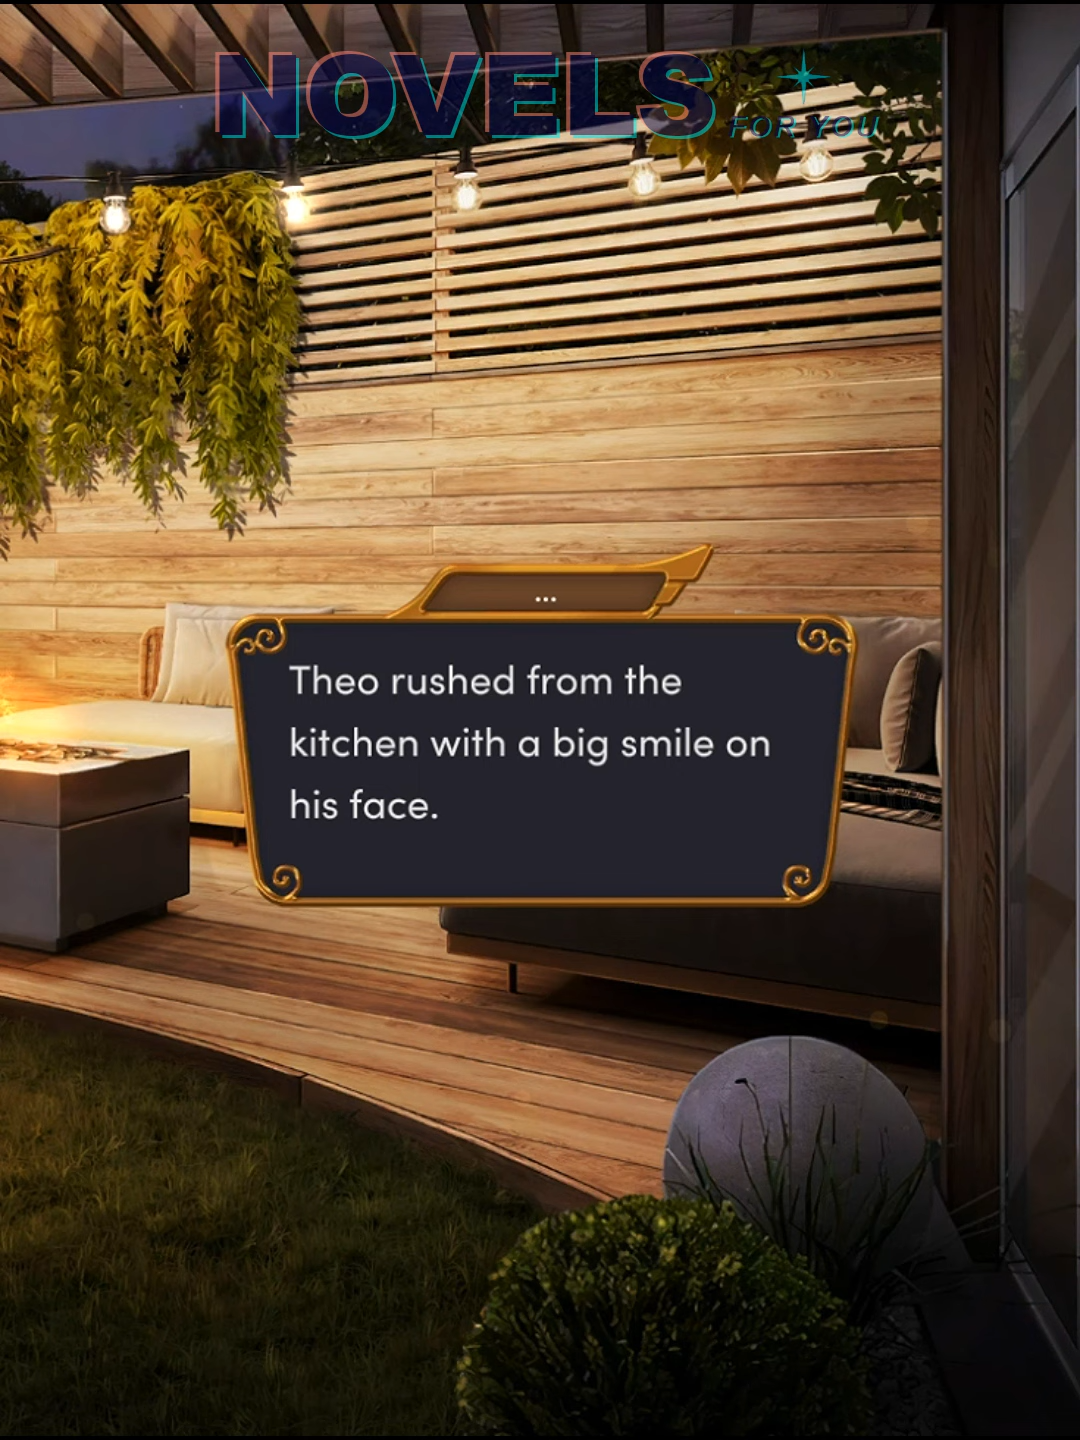 NOVELS
FOR YOU
...
Theo rushed from the
kitchen with a big smile on
his face.